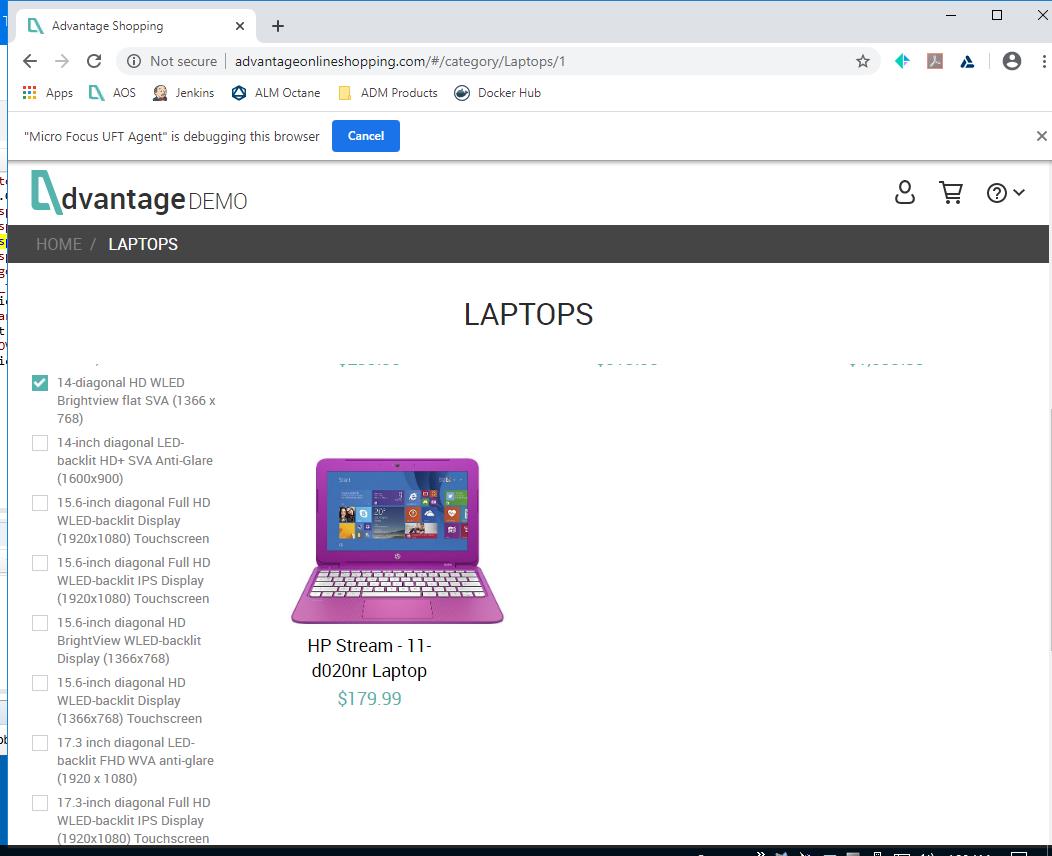 Advantage Shopping
Not secure
advantageonlineshopping.com/#/category/Laptops/1
Apps
AOS
Jenkins
ALM Octane
ADM Products
Docker Hub
"Micro Focus UFT Agent" is debugging this browser
Cancel
dvantage DEMO
HOME / LAPTOPS
LAPTOPS
14-diagonal HD WLED
Brightview flat SVA (1366 x
768)
14-inch diagonal LED-
backlit HD+ SVA Anti-Glare
(1600x900)
15.6-inch diagonal Full HD
WLED-backlit Display
(1920x1080) Touchscreen
15.6-inch diagonal Full HD
WLED-backlit IPS Display
(1920x1080) Touchscreen
15.6-inch diagonal HD
BrightView WLED-backlit
Display (1366x768)
15.6-inch diagonal HD
WLED-backlit Display
(1366x768) Touchscreen
17.3 inch diagonal LED-
backlit FHD WVA anti-glare
(1920 x 1080)
17.3-inch diagonal Full HD
WLED-backlit IPS Display
(1920x1080) Touchscreen
Start
20°
HP Stream - 11-
d020nr Laptop
$179.99